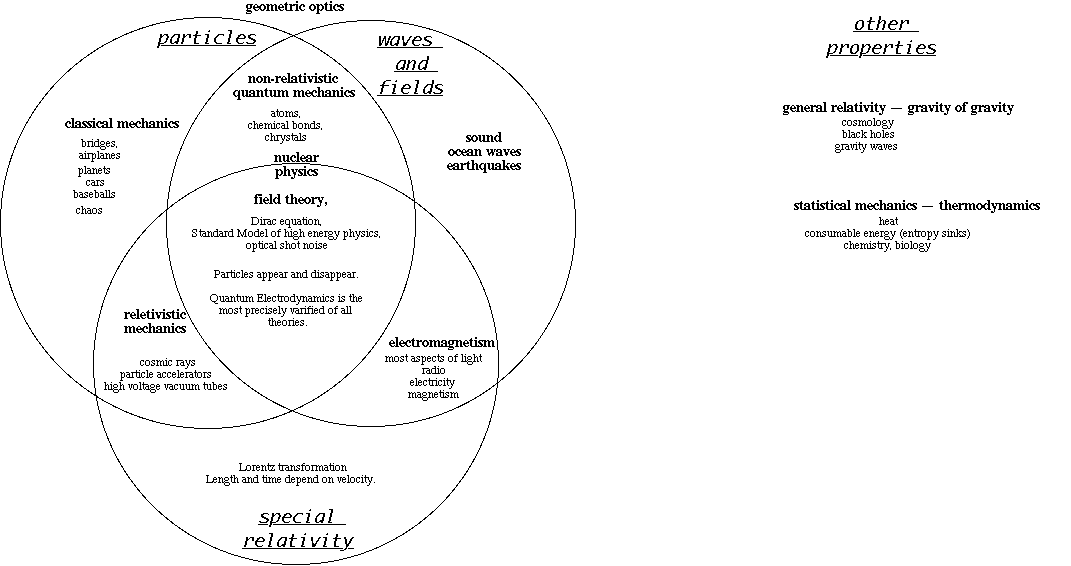 geometric optics
particles
waves
and
fields
non-relativistic
quantum mechanics
atoms,
chemical bonds,
chrystals
classical mechanics
bridges,
airplanes
planets
cars
baseballs
chaos
sound
ocean waves
earthquakes
nuclear
physics
field theory,
Dirac equation,
Standard Model of high energy physics,
optical shot noise
Particles appear and disappear.
Quantum Electrodynamics is the
most precisely varified of all
theories.
reletivistic
mechanics
cosmic rays
particle accelerators
high voltage vacuum tubes
electromagnetism
most aspects of light
radio
electricity
magnetism
Lorentz transformation
Length and time depend on velocity.
special
relativity
other
properties
general relativity — gravity of gravity
cosmology
black holes
gravity waves
statistical mechanics — thermodynamics
heat
consumable energy (entropy sinks)
chemistry, biology